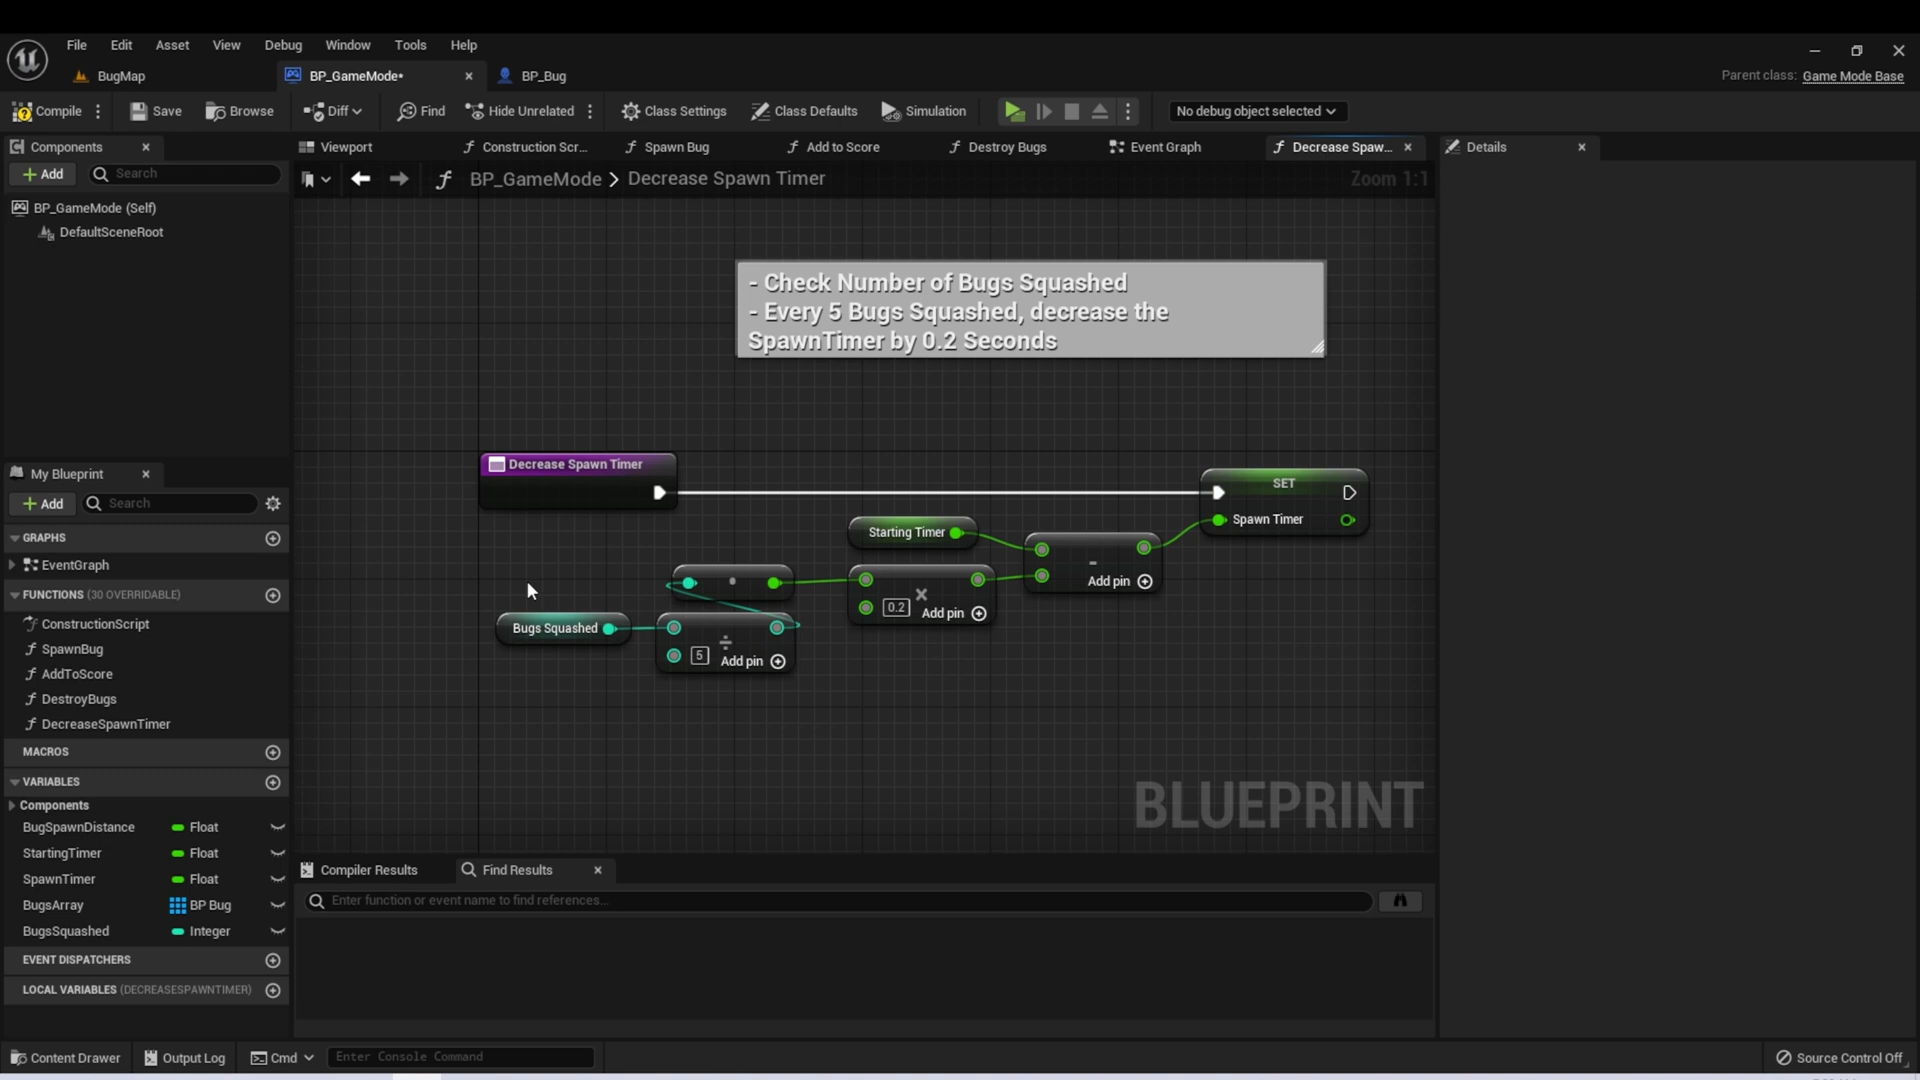 File Edit Asset View Debug Window Tools Help
BugMap BP_GameMode* BP_Bug
Parent class: Game Mode Base
Compile Save Browse Diff Find Hide Unrelated Class Settings Class Defaults Simulation No debug object selected
Components
Viewport Construction Scr... Spawn Bug Add to Score Destroy Bugs Event Graph Decrease Spaw... Details
Add Search
BP_GameMode > Decrease Spawn Timer
Zoom 1:1
BP_GameMode (Self)
DefaultSceneRoot
- Check Number of Bugs Squashed
- Every 5 Bugs Squashed, decrease the
SpawnTimer by 0.2 Seconds
Decrease Spawn Timer
SET
Spawn Timer
Starting Timer
-
Add pin
x
0.2 Add pin
Bugs Squashed
÷
5 Add pin
BLUEPRINT
My Blueprint
Add Search
GRAPHS
EventGraph
FUNCTIONS (30 OVERRIDABLE)
ConstructionScript
SpawnBug
AddToScore
DestroyBugs
DecreaseSpawnTimer
MACROS
VARIABLES
Components
BugSpawnDistance Float
StartingTimer Float
SpawnTimer Float
BugsArray BP Bug
BugsSquashed Integer
EVENT DISPATCHERS
LOCAL VARIABLES (DECREASESPAWNTIMER)
Compiler Results Find Results
Enter function or event name to find references...
Content Drawer Output Log Cmd Enter Console Command Source Control Off